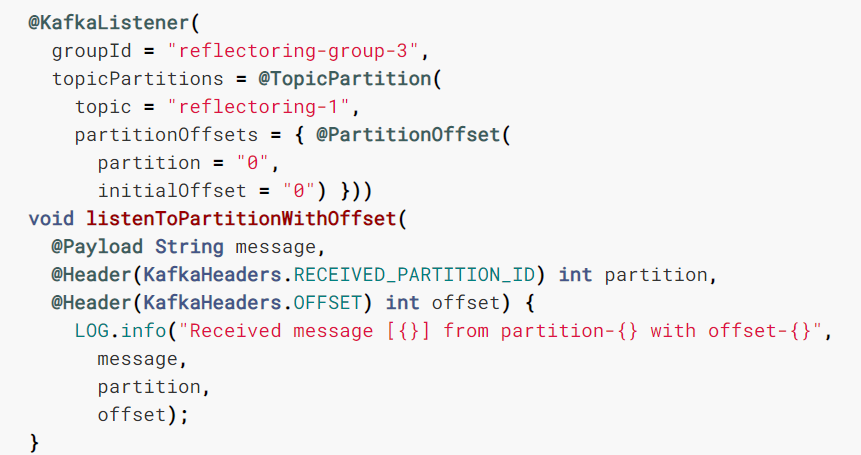 @KafkaListener(
  groupId = "reflectoring-group-3",
  topicPartitions = @TopicPartition(
    topic = "reflectoring-1",
    partitionOffsets = { @PartitionOffset(
      partition = "0",
      initialOffset = "0") }))
void listenToPartitionWithOffset(
  @Payload String message,
  @Header(KafkaHeaders.RECEIVED_PARTITION_ID) int partition,
  @Header(KafkaHeaders.OFFSET) int offset) {
    LOG.info("Received message [{}] from partition-{} with offset-{}",
      message,
      partition,
      offset);
}